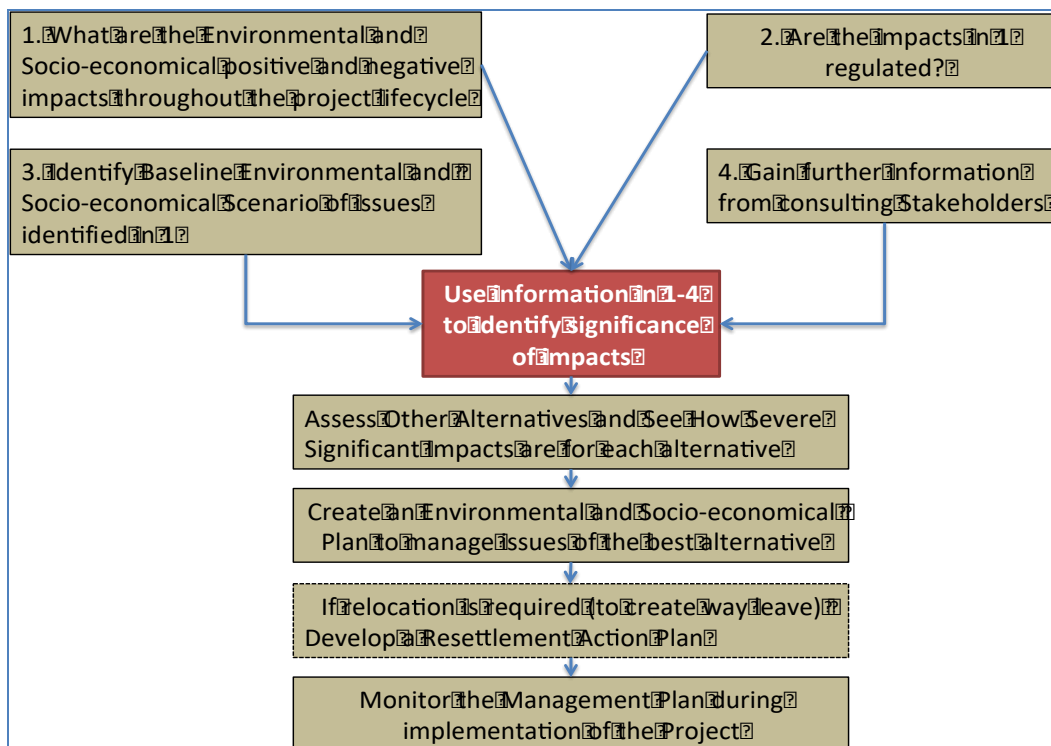 1. What are the Environmental and
Socio-economical positive and negative
impacts throughout the project lifecycle
2. Are the impacts in 1
regulated?
3. Identify Baseline Environmental and
Socio-economical Scenario of issues
identified in 1
4. Gain further information
from consulting Stakeholders
Use information in 1-4
to identify significance
of impacts
Assess Other Alternatives and See How Severe
Significant Impacts are for each alternative
Create an Environmental and Socio-economical
Plan to manage issues of the best alternative
If relocation is required (to create way leave)
Develop a Resettlement Action Plan
Monitor the Management Plan during
implementation of the Project